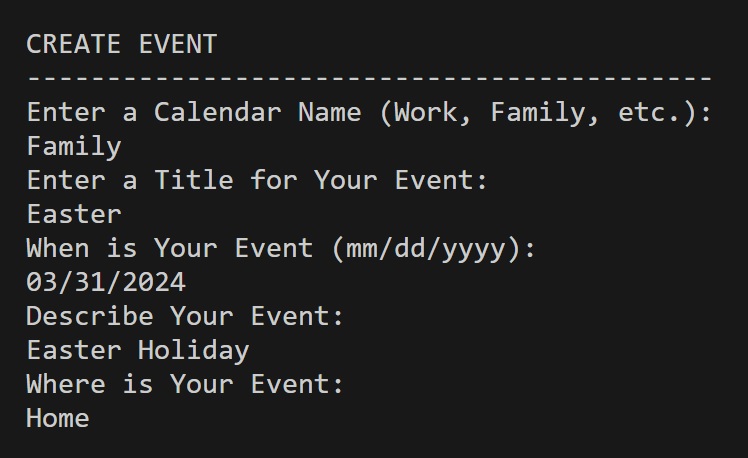 CREATE EVENT
-------------------------------------------
Enter a Calendar Name (Work, Family, etc.):
Family
Enter a Title for Your Event:
Easter
When is Your Event (mm/dd/yyyy):
03/31/2024
Describe Your Event:
Easter Holiday
Where is Your Event:
Home